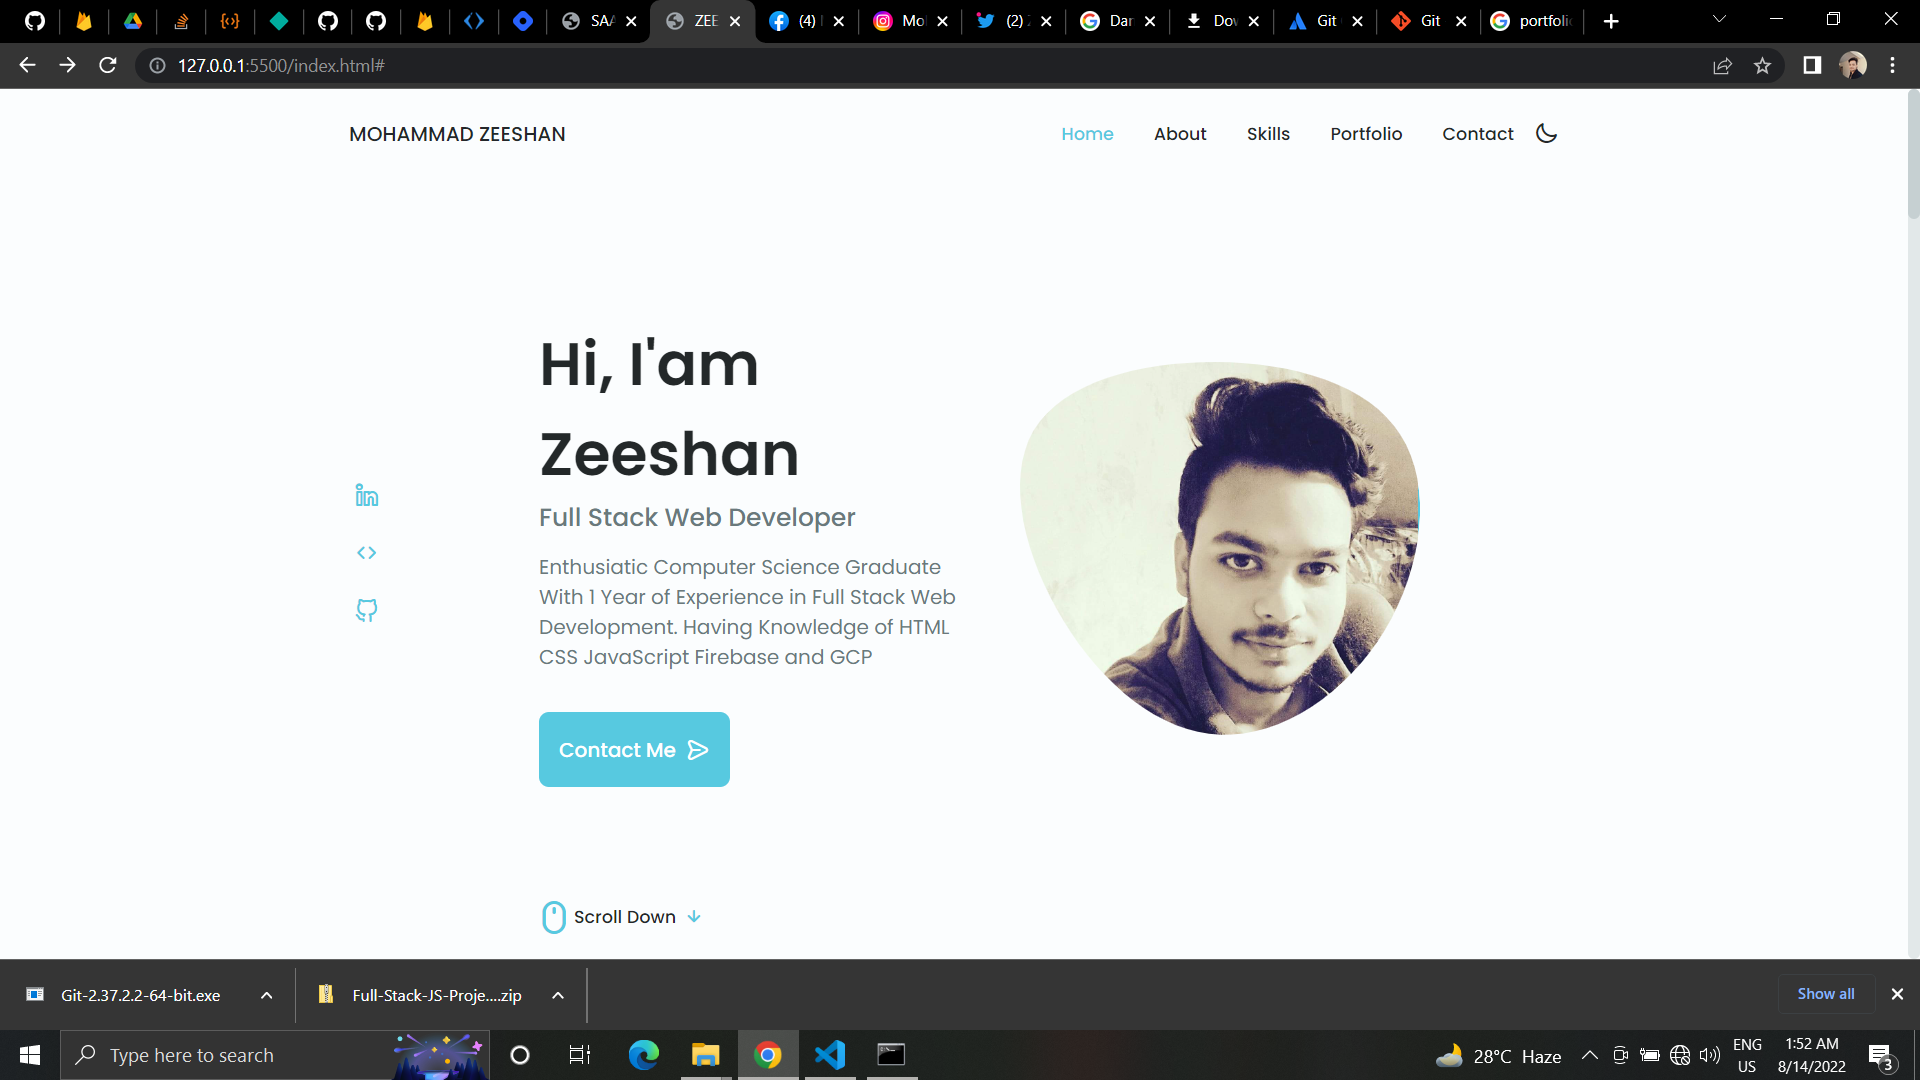 SAA
ZEE
(4)
Mo
(2)
Dar
Dov
Git
Git
portfolio
127.0.0.1:5500/index.html#
MOHAMMAD ZEESHAN
Home About Skills Portfolio Contact
Hi, I'am
Zeeshan
Full Stack Web Developer
Enthusiatic Computer Science Graduate
With 1 Year of Experience in Full Stack Web
Development. Having Knowledge of HTML
CSS JavaScript Firebase and GCP
Contact Me
Scroll Down
Git-2.37.2.2-64-bit.exe
Full-Stack-JS-Proje....zip
Show all
Type here to search
28°C Haze
ENG
US
1:52 AM
8/14/2022
3